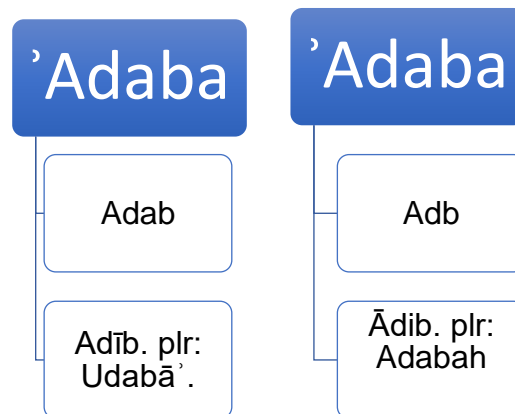 ʾAdaba
Adab
Adīb. plr:
Udabāʾ.
ʾAdaba
Adb
Ādib. plr:
Adabah